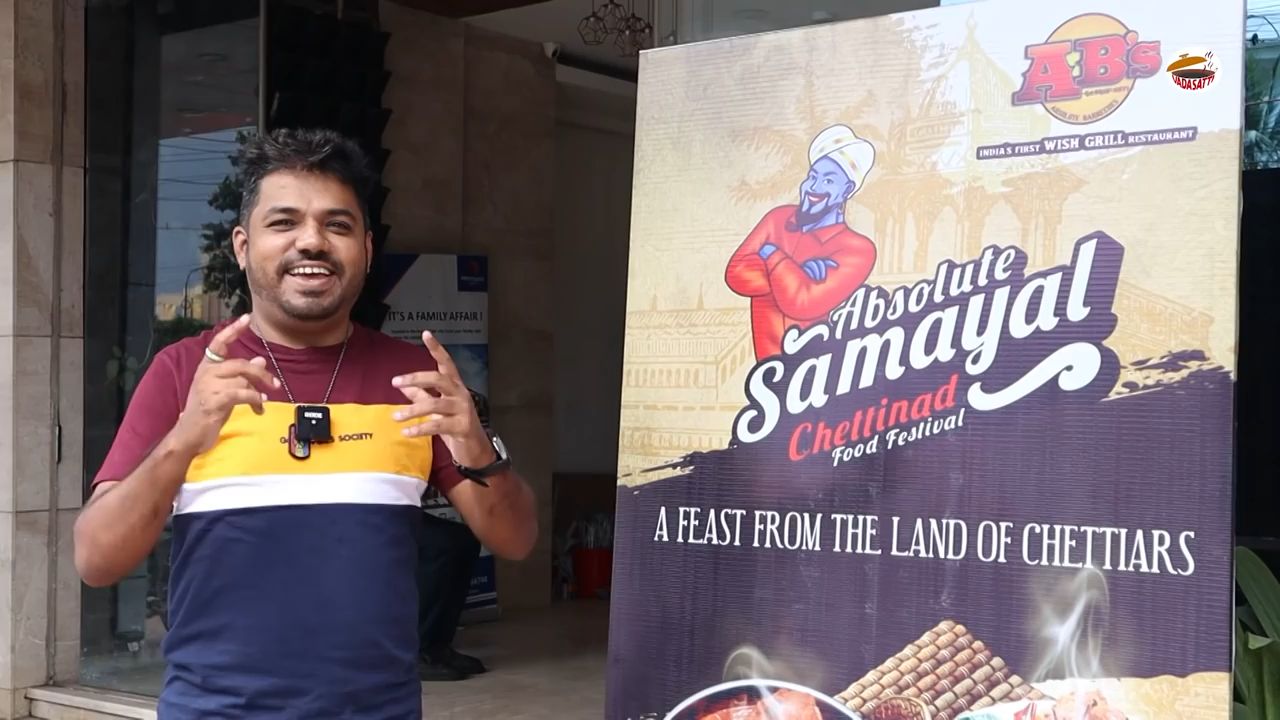 AB's
ABSOLUTE BARBECUES
INDIA'S FIRST WISH GRILL RESTAURANT
VADASATTI
IT'S A FAMILY AFFAIR !
SOCIETY
Absolute
Samayal
Chettinad
Food Festival
A FEAST FROM THE LAND OF CHETTIARS